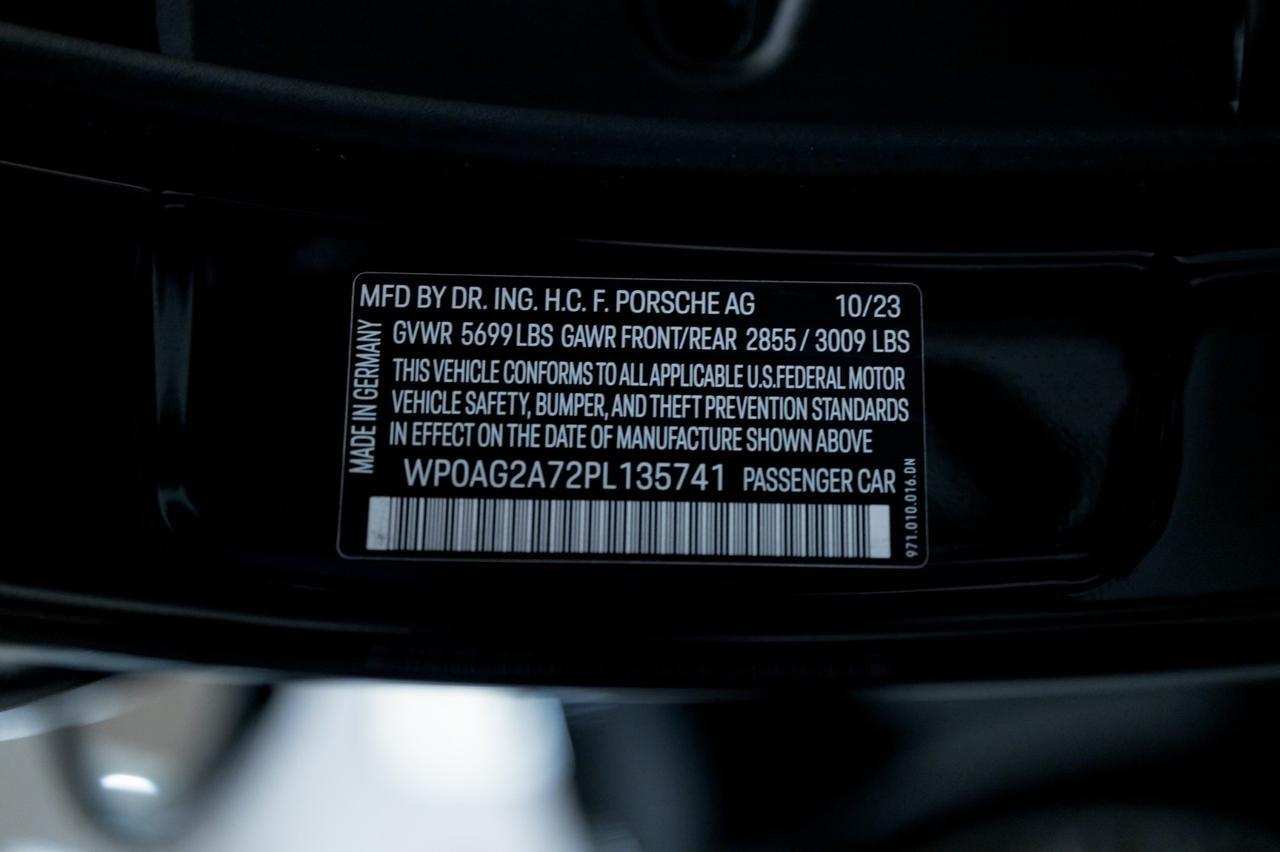 MFD BY DR. ING. H.C. F. PORSCHE AG 10/23
GVWR 5699 LBS GAWR FRONT/REAR 2855 / 3009 LBS
THIS VEHICLE CONFORMS TO ALL APPLICABLE U.S.FEDERAL MOTOR
VEHICLE SAFETY, BUMPER, AND THEFT PREVENTION STANDARDS
IN EFFECT ON THE DATE OF MANUFACTURE SHOWN ABOVE
WP0AG2A72PL135741 PASSENGER CAR
MADE IN GERMANY
971.010.016.DN